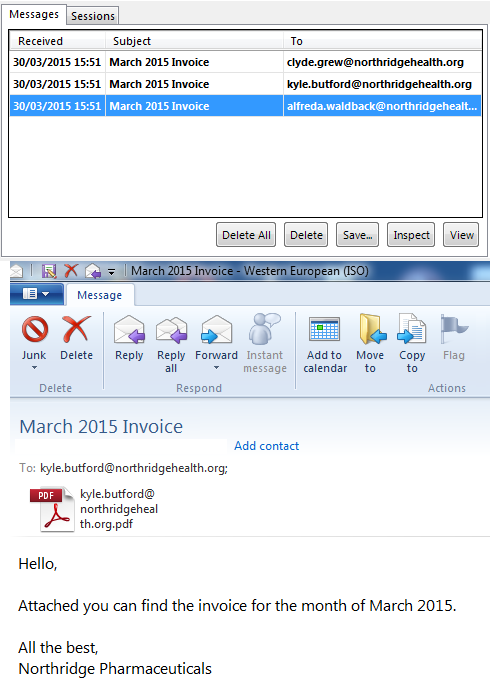 Messages Sessions
Received Subject To
30/03/2015 15:51 March 2015 Invoice clyde.grew@northridgehealth.org
30/03/2015 15:51 March 2015 Invoice kyle.butford@northridgehealth.org
30/03/2015 15:51 March 2015 Invoice alfreda.waldback@northridgehealt...
Delete All Delete Save... Inspect View
March 2015 Invoice - Western European (ISO)
Message
Junk Delete Reply Reply all Forward Instant message Add to calendar Move to Copy to Flag
Delete Respond Actions
March 2015 Invoice
Add contact
To: kyle.butford@northridgehealth.org;
PDF
kyle.butford@
northridgeheal
th.org.pdf
Hello,
Attached you can find the invoice for the month of March 2015.
All the best,
Northridge Pharmaceuticals